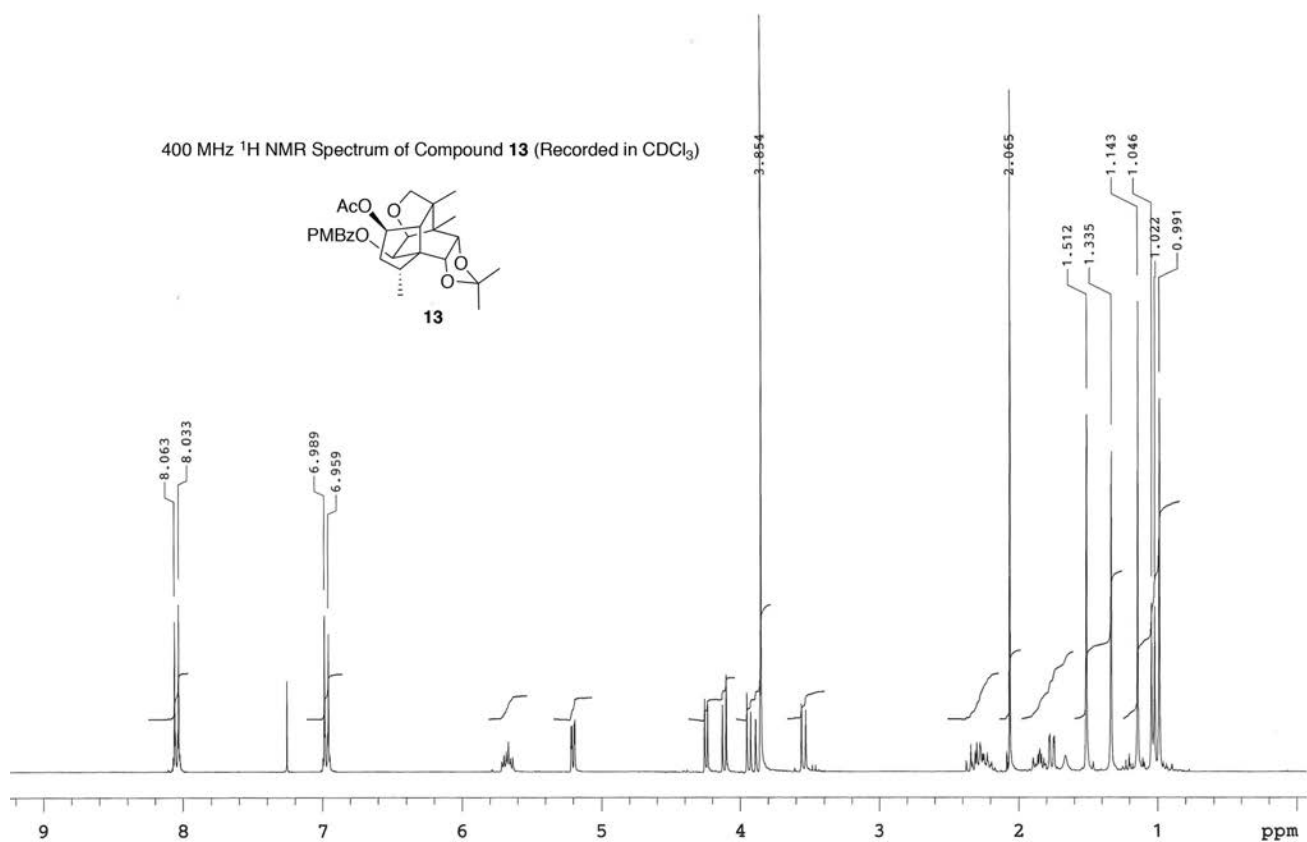 400 MHz ¹H NMR Spectrum of Compound 13 (Recorded in CDCl₃)
AcO
O
PMBzO
O
O
13
8.063
8.033
6.989
6.959
3.854
2.065
1.512
1.335
1.143
1.046
1.022
0.991
9 8 7 6 5 4 3 2 1 ppm